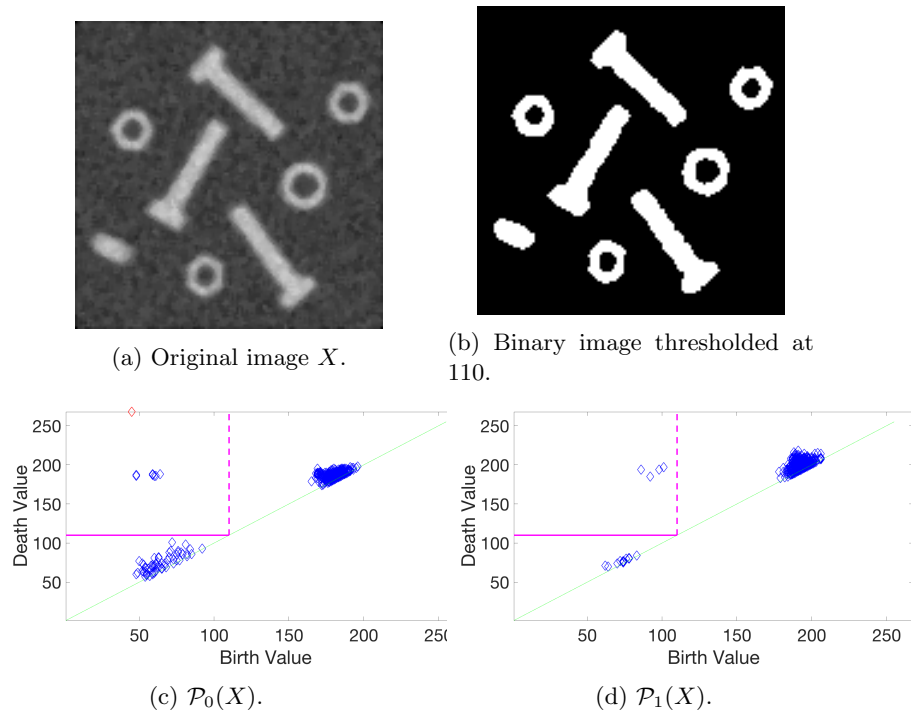 (a) Original image X.
(b) Binary image thresholded at
110.
250
200
150
100
50
Death Value
50 100 150 200 250
Birth Value
(c) P₀(X).
250
200
150
100
50
Death Value
50 100 150 200 250
Birth Value
(d) P₁(X).